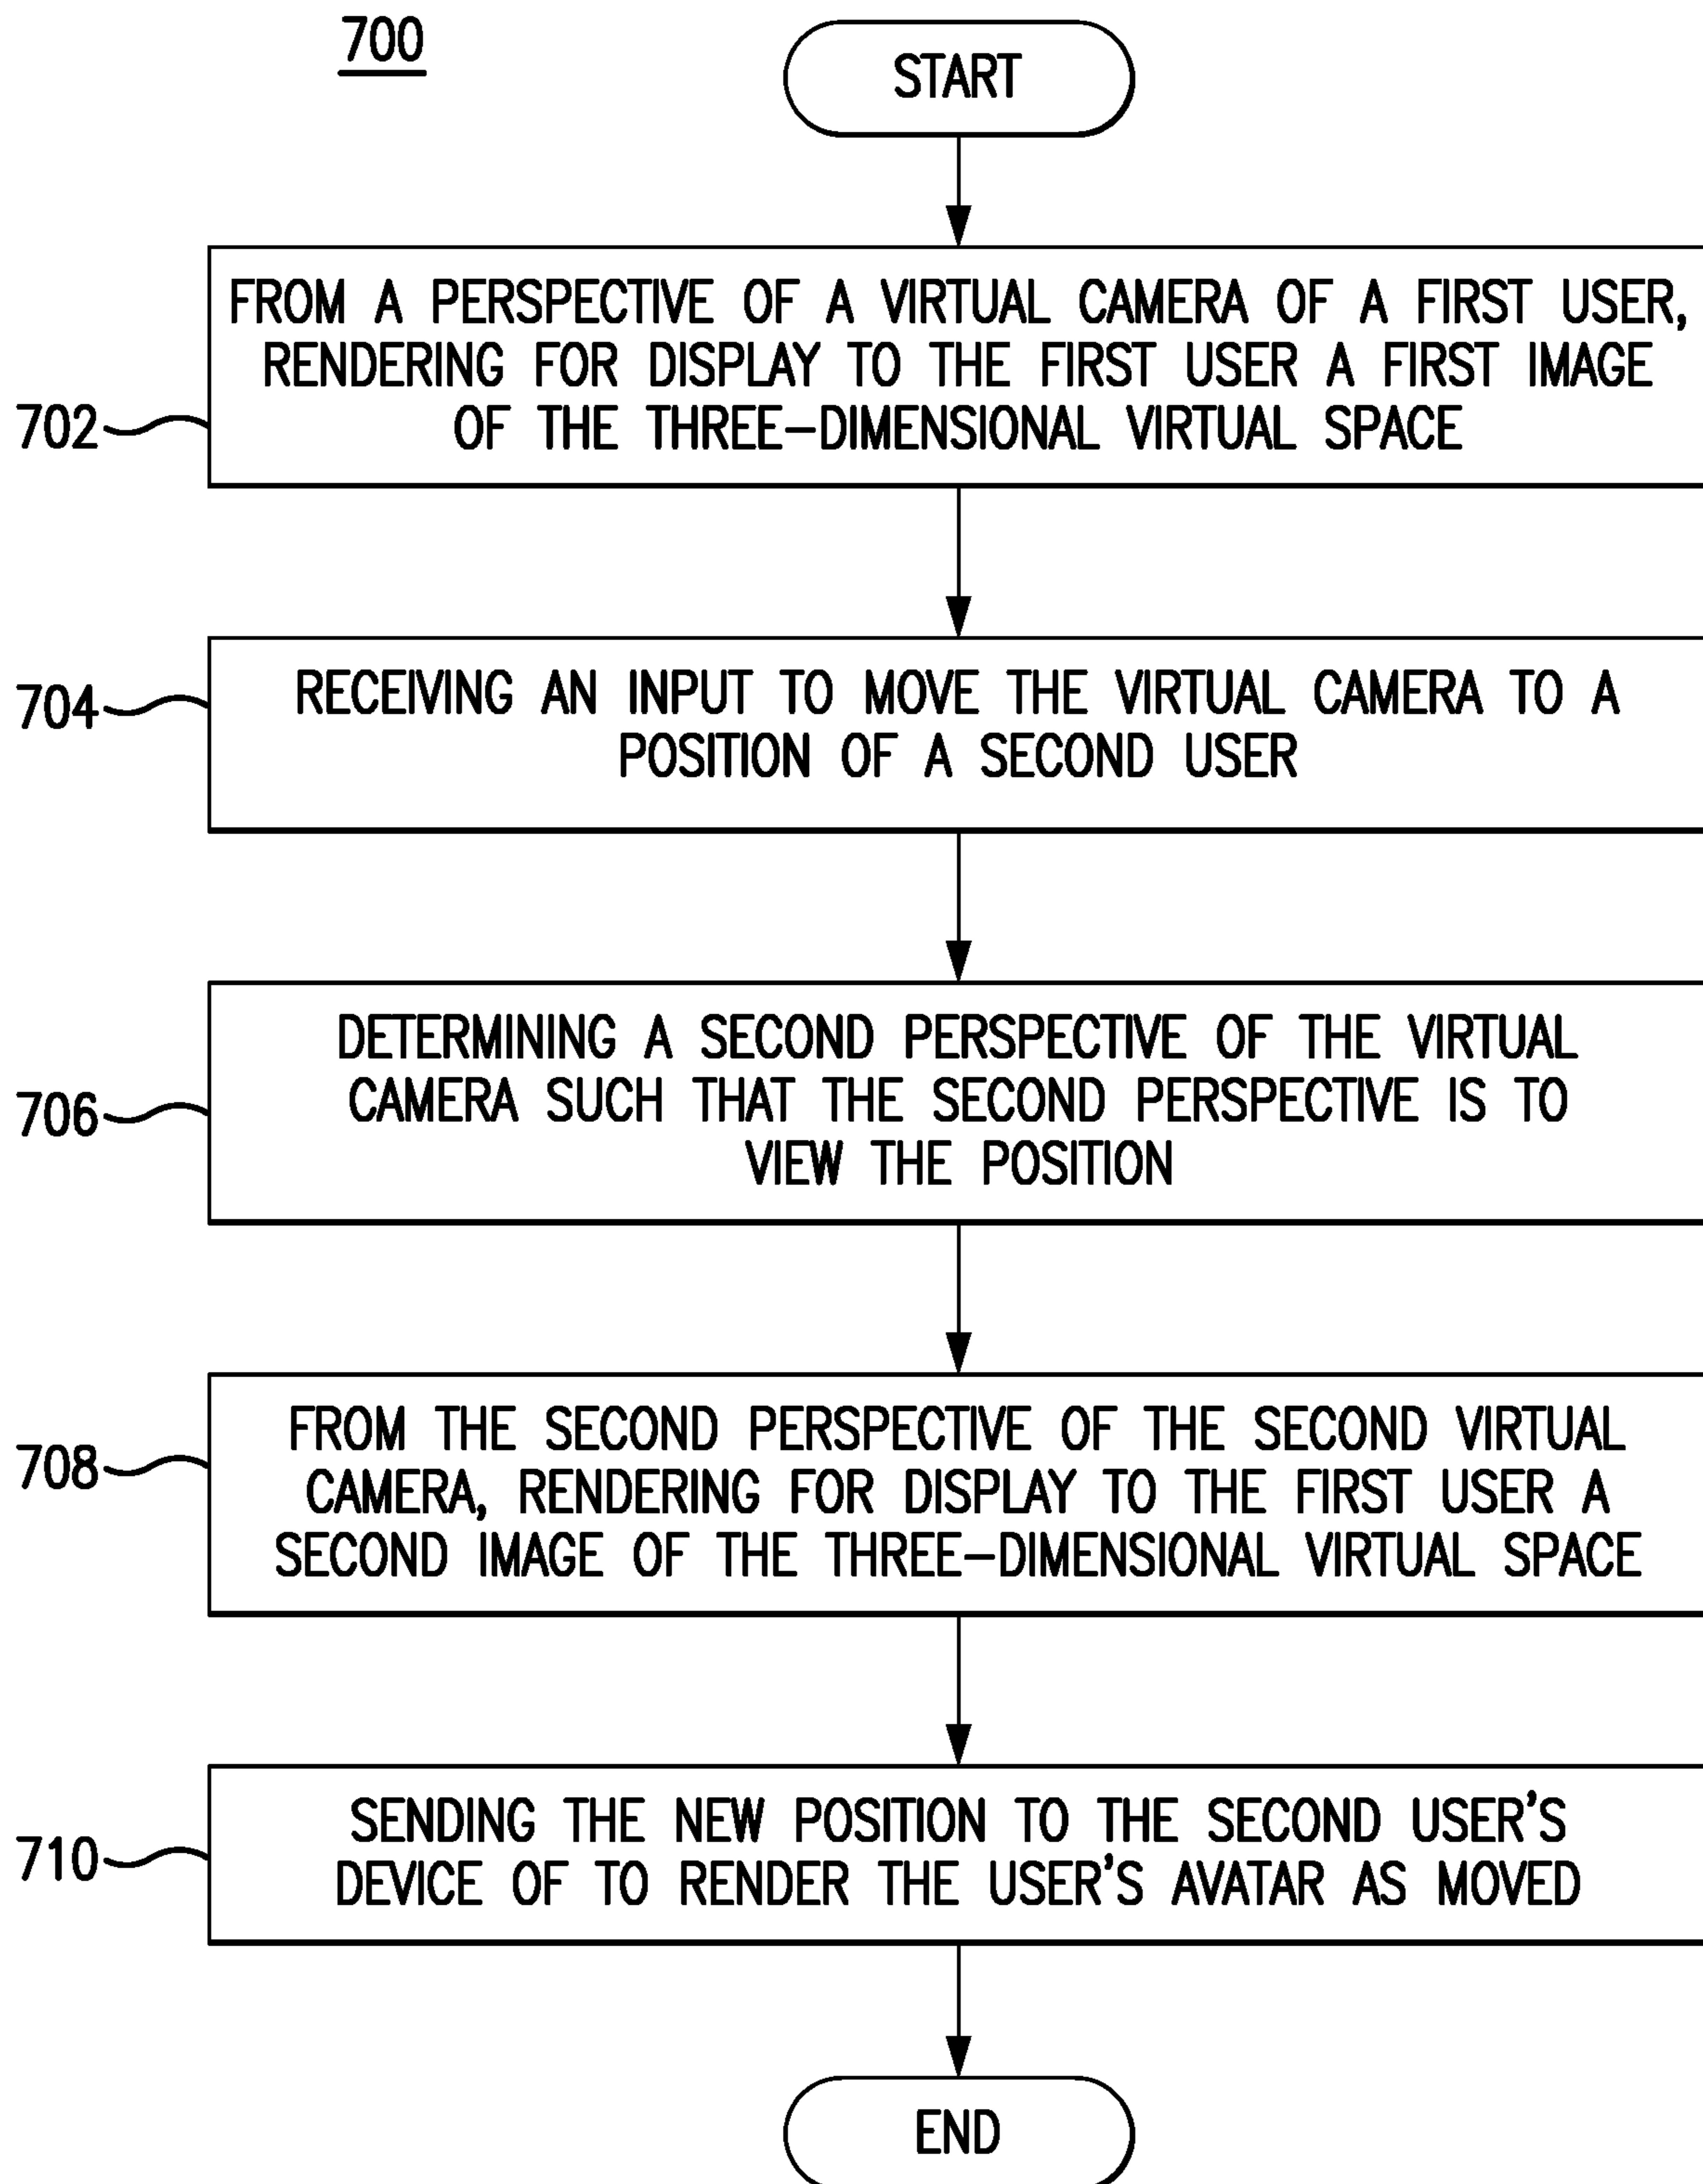 700
START
FROM A PERSPECTIVE OF A VIRTUAL CAMERA OF A FIRST USER,
RENDERING FOR DISPLAY TO THE FIRST USER A FIRST IMAGE
OF THE THREE-DIMENSIONAL VIRTUAL SPACE
702
RECEIVING AN INPUT TO MOVE THE VIRTUAL CAMERA TO A
POSITION OF A SECOND USER
704
DETERMINING A SECOND PERSPECTIVE OF THE VIRTUAL
CAMERA SUCH THAT THE SECOND PERSPECTIVE IS TO
VIEW THE POSITION
706
FROM THE SECOND PERSPECTIVE OF THE SECOND VIRTUAL
CAMERA, RENDERING FOR DISPLAY TO THE FIRST USER A
SECOND IMAGE OF THE THREE-DIMENSIONAL VIRTUAL SPACE
708
SENDING THE NEW POSITION TO THE SECOND USER'S
DEVICE OF TO RENDER THE USER'S AVATAR AS MOVED
710
END